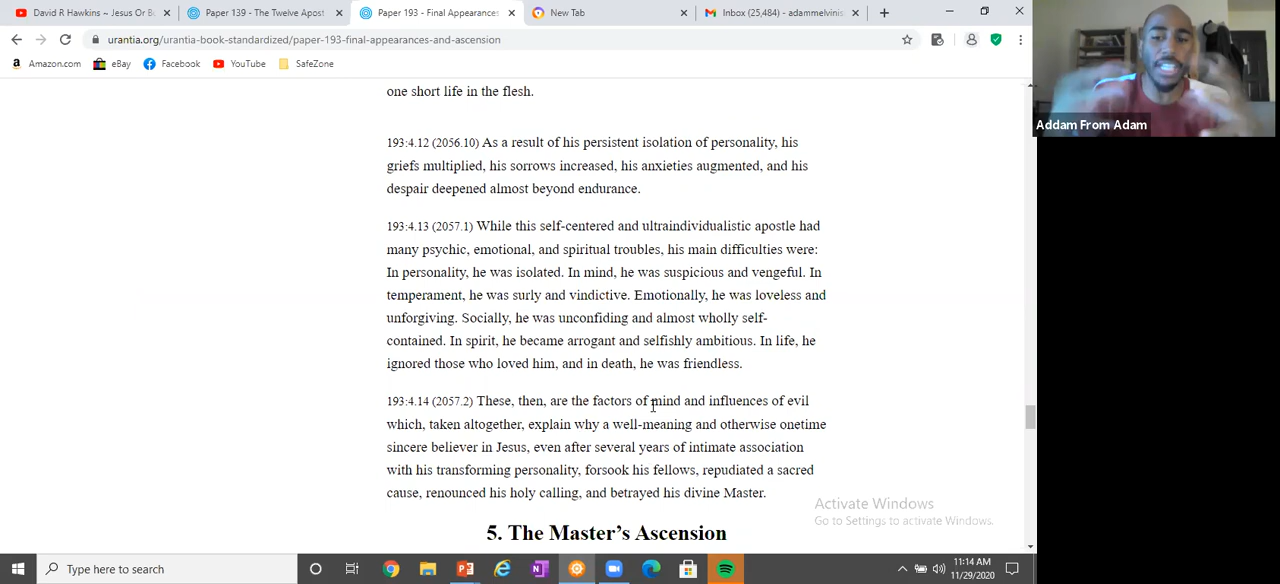 David R Hawkins ~ Jesus Or B
Paper 139 - The Twelve Apost
Paper 193 - Final Appearances
New Tab
Inbox (25,484) - adammelvinis
urantia.org/urantia-book-standardized/paper-193-final-appearances-and-ascension
Amazon.com eBay Facebook YouTube SafeZone
one short life in the flesh.
193:4.12 (2056.10) As a result of his persistent isolation of personality, his
griefs multiplied, his sorrows increased, his anxieties augmented, and his
despair deepened almost beyond endurance.
193:4.13 (2057.1) While this self-centered and ultraindividualistic apostle had
many psychic, emotional, and spiritual troubles, his main difficulties were:
In personality, he was isolated. In mind, he was suspicious and vengeful. In
temperament, he was surly and vindictive. Emotionally, he was loveless and
unforgiving. Socially, he was unconfiding and almost wholly self-
contained. In spirit, he became arrogant and selfishly ambitious. In life, he
ignored those who loved him, and in death, he was friendless.
193:4.14 (2057.2) These, then, are the factors of mind and influences of evil
which, taken altogether, explain why a well-meaning and otherwise onetime
sincere believer in Jesus, even after several years of intimate association
with his transforming personality, forsook his fellows, repudiated a sacred
cause, renounced his holy calling, and betrayed his divine Master.
5. The Master's Ascension
Activate Windows
Go to Settings to activate Windows.
Addam From Adam
Type here to search
11:14 AM
11/29/2020